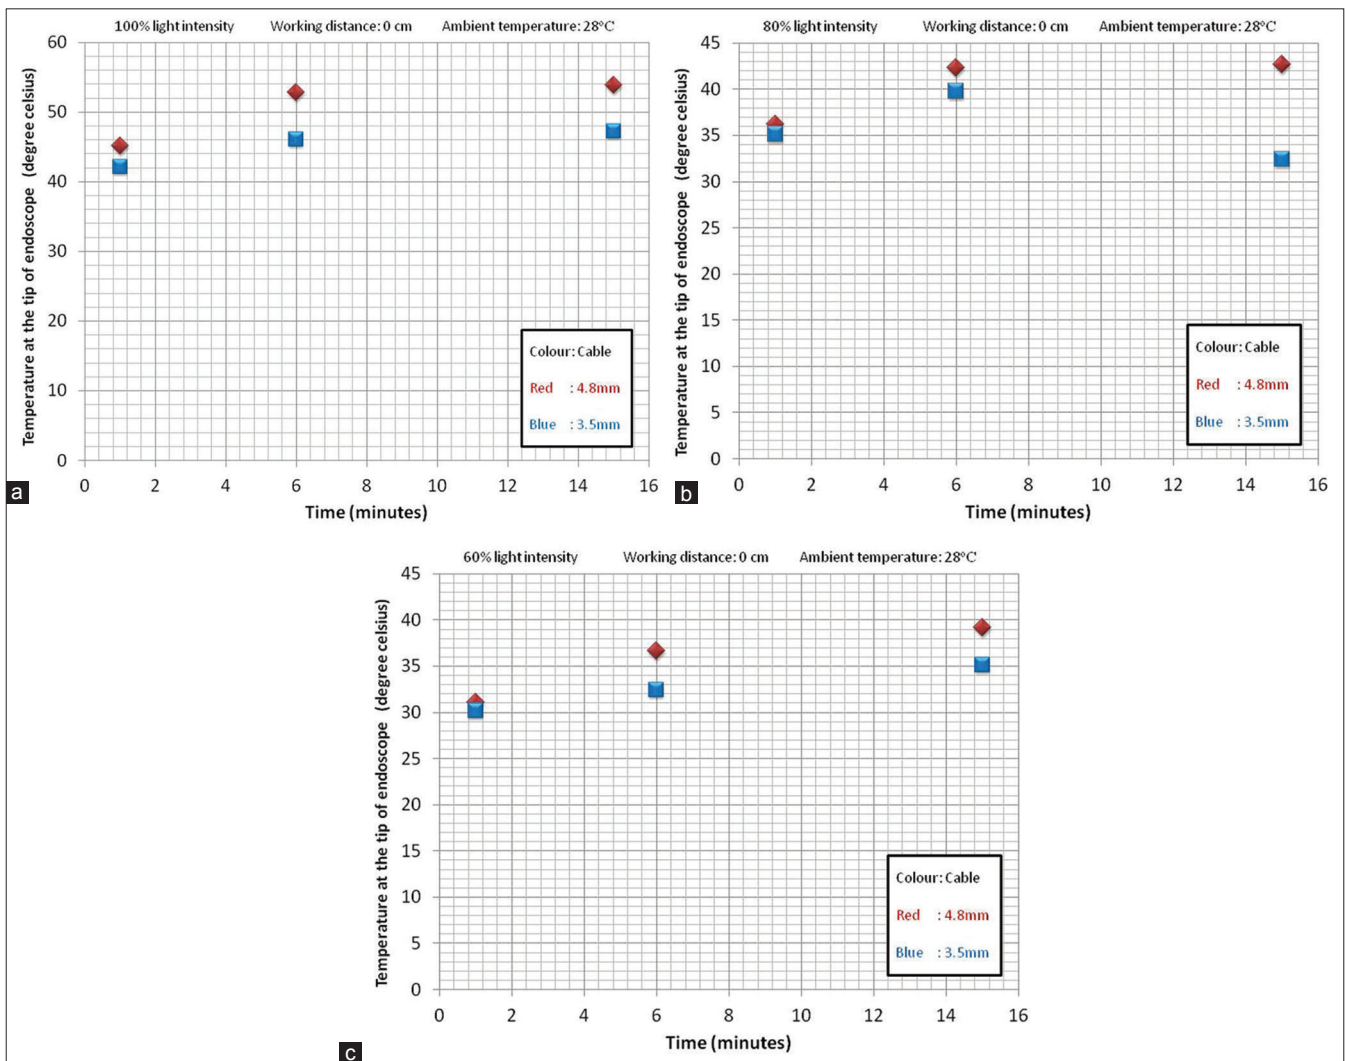 100% light intensity Working distance: 0 cm Ambient temperature: 28°C
Temperature at the tip of endoscope (degree celsius)
60
50
40
30
20
10
0
0 2 4 6 8 10 12 14 16
Time (minutes)
Colour: Cable
Red : 4.8mm
Blue : 3.5mm
a
80% light intensity Working distance: 0 cm Ambient temperature: 28°C
Temperature at the tip of endoscope (degree celsius)
45
40
35
30
25
20
15
10
5
0
0 2 4 6 8 10 12 14 16
Time (minutes)
Colour: Cable
Red : 4.8mm
Blue : 3.5mm
b
60% light intensity Working distance: 0 cm Ambient temperature: 28°C
Temperature at the tip of endoscope (degree celsius)
45
40
35
30
25
20
15
10
5
0
0 2 4 6 8 10 12 14 16
Time (minutes)
Colour: Cable
Red : 4.8mm
Blue : 3.5mm
c